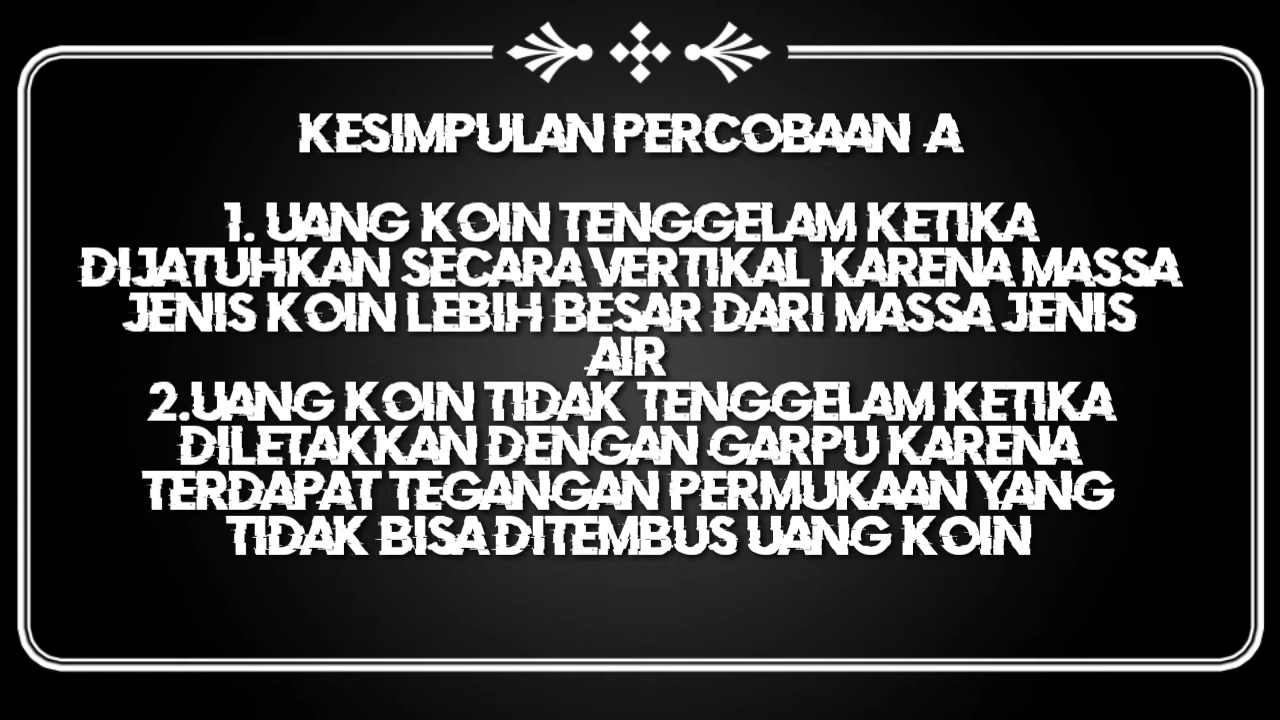 KESIMPULAN PERCOBAAN A
1. UANG KOIN TENGGELAM KETIKA
DIJATUHKAN SECARA VERTIKAL KARENA MASSA
JENIS KOIN LEBIH BESAR DARI MASSA JENIS
AIR
2.UANG KOIN TIDAK TENGGELAM KETIKA
DILETAKKAN DENGAN GARPU KARENA
TERDAPAT TEGANGAN PERMUKAAN YANG
TIDAK BISA DITEMBUS UANG KOIN